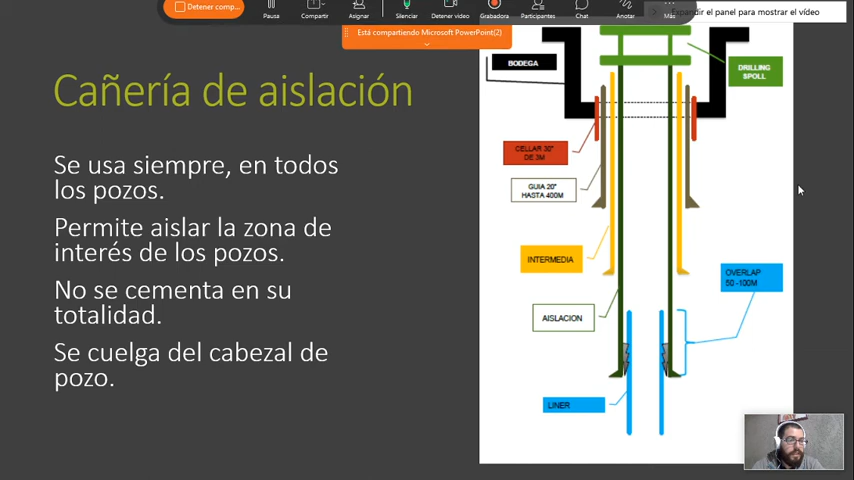 Detener comp...
Pausa
Compartir
Asignar
Silenciar
Detener vídeo
Grabadora
Participantes
Chat
Anotar
Más
Expandir el panel para mostrar el vídeo
Está compartiendo Microsoft PowerPoint(2)
Cañería de aislación
Se usa siempre, en todos
los pozos.
Permite aislar la zona de
interés de los pozos.
No se cementa en su
totalidad.
Se cuelga del cabezal de
pozo.
BODEGA
DRILLING
SPOLL
CELLAR 30"
DE 3M
GUIA 20"
HASTA 400M
INTERMEDIA
OVERLAP
50 -100M
AISLACION
LINER